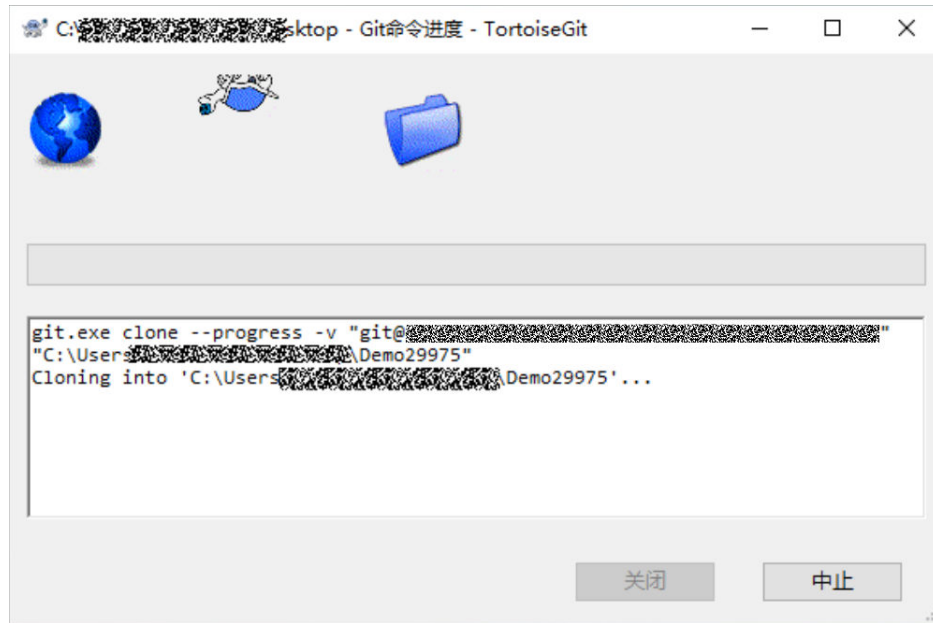 C:\sktop - Git命令进度 - TortoiseGit
git.exe clone --progress -v "git@"
"C:\Users\Demo29975"
Cloning into 'C:\Users\Demo29975'...
关闭
中止